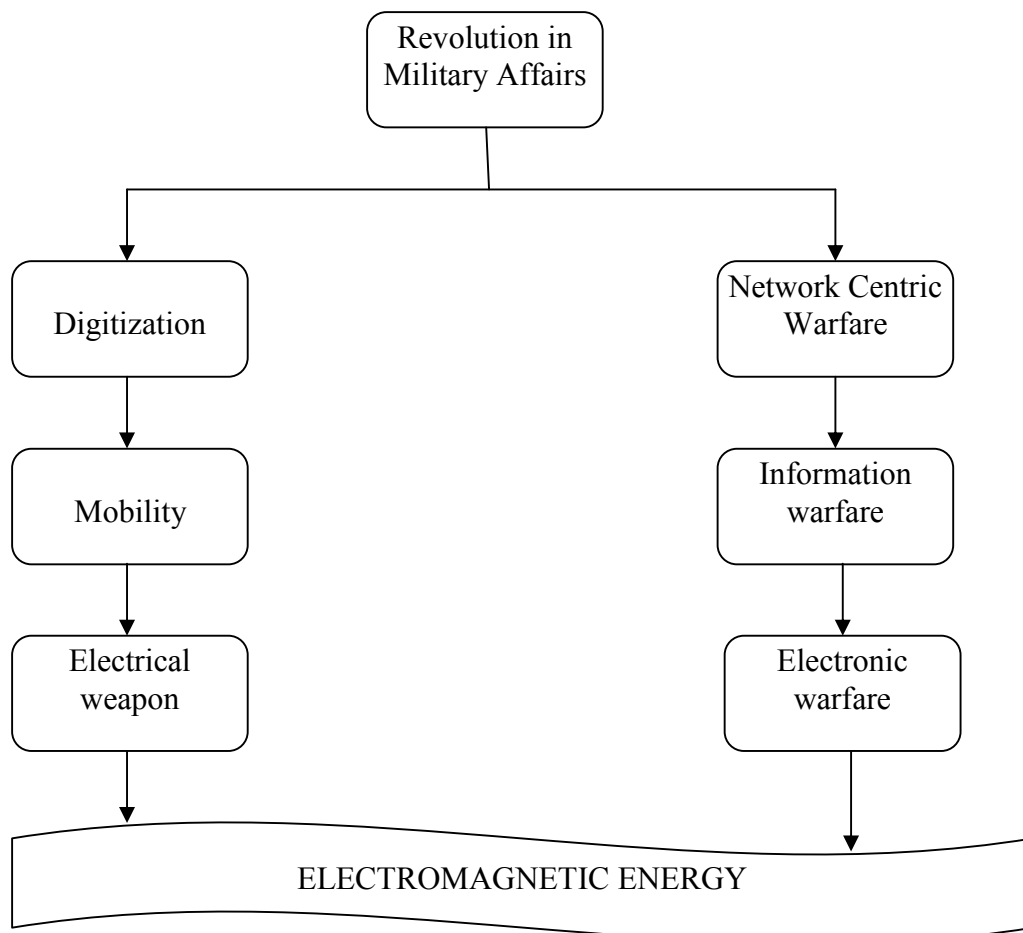 Revolution in
Military Affairs
Digitization
Network Centric
Warfare
Mobility
Information
warfare
Electrical
weapon
Electronic
warfare
ELECTROMAGNETIC ENERGY